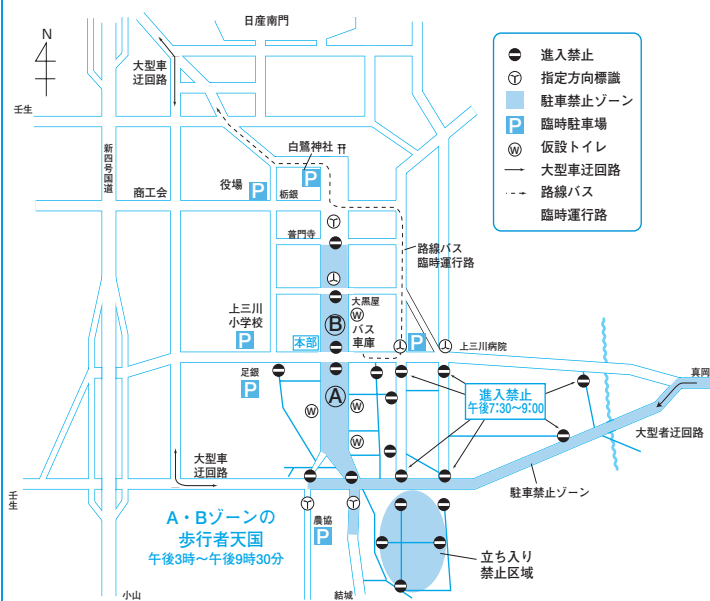 日産南門
N
大型車
迂回路
壬生
新四号国道
商工会
役場
P
白鷺神社
P
栃銀
普門寺
路線バス
臨時運行路
大黒屋
W
バス
車庫
B
上三川
小学校
P
本部
P
上三川病院
足銀
P
A
W
W
W
進入禁止
午後7:30〜9:00
真岡
大型者迂回路
大型車
迂回路
駐車禁止ゾーン
壬生
A・Bゾーンの
歩行者天国
午後3時〜午後9時30分
農協
P
立ち入り
禁止区域
小山
結城
進入禁止
指定方向標識
駐車禁止ゾーン
P 臨時駐車場
W 仮設トイレ
大型車迂回路
路線バス
臨時運行路